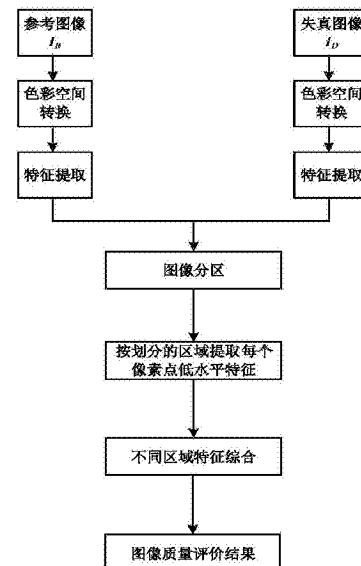 参考图像
I_R
失真图像
I_D
色彩空间
转换
色彩空间
转换
特征提取
特征提取
图像分区
按划分的区域提取每个
像素点低水平特征
不同区域特征综合
图像质量评价结果